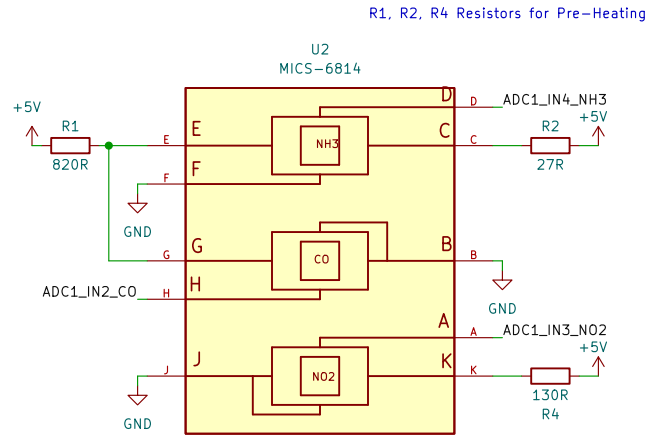 R1, R2, R4 Resistors for Pre-Heating
U2
MICS-6814
+5V
R1
820R
E
E
F
F
GND
G
G
ADC1_IN2_CO
H
H
J
J
GND
NH3
CO
NO2
D
D
ADC1_IN4_NH3
C
C
+5V
R2
27R
B
B
GND
A
A
ADC1_IN3_NO2
K
K
+5V
130R
R4